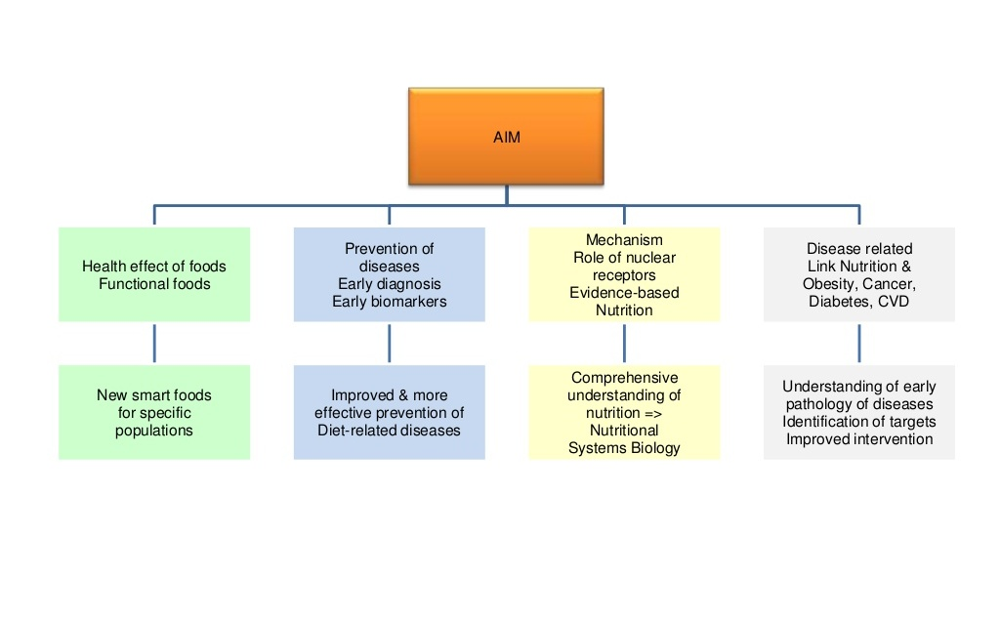 AIM
Health effect of foods
Functional foods
Prevention of
diseases
Early diagnosis
Early biomarkers
Mechanism
Role of nuclear
receptors
Evidence-based
Nutrition
Disease related
Link Nutrition &
Obesity, Cancer,
Diabetes, CVD
New smart foods
for specific
populations
Improved & more
effective prevention of
Diet-related diseases
Comprehensive
understanding of
nutrition =>
Nutritional
Systems Biology
Understanding of early
pathology of diseases
Identification of targets
Improved intervention